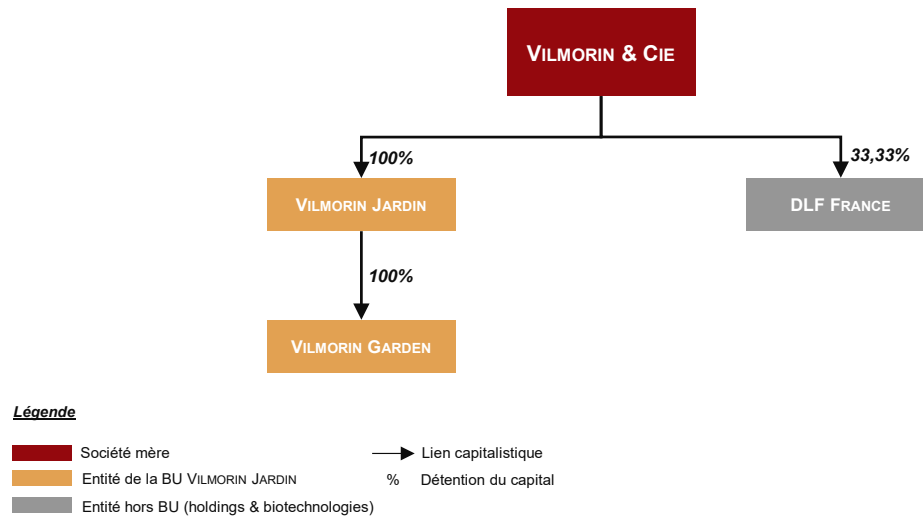 VILMORIN & CIE
100%
33,33%
VILMORIN JARDIN
DLF FRANCE
100%
VILMORIN GARDEN
Légende
Société mère
Lien capitalistique
Entité de la BU VILMORIN JARDIN
% Détention du capital
Entité hors BU (holdings & biotechnologies)